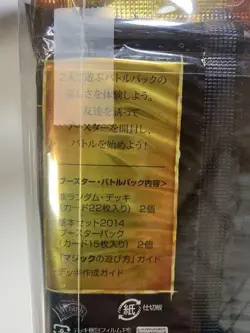 2人で遊ぶバトルパックの
楽しさを体験しよう。
友達を誘って
ブースターを開封し、
バトルを始めよう！
ブースター・バトルパック内容＞
ランダム・デッキ
（カード22枚入り） 2個
基本セット2014
ブースターパック
（カード15枚入り） 2個
「マジックの遊び方」ガイド
デッキ作成ガイド
紙 仕切板